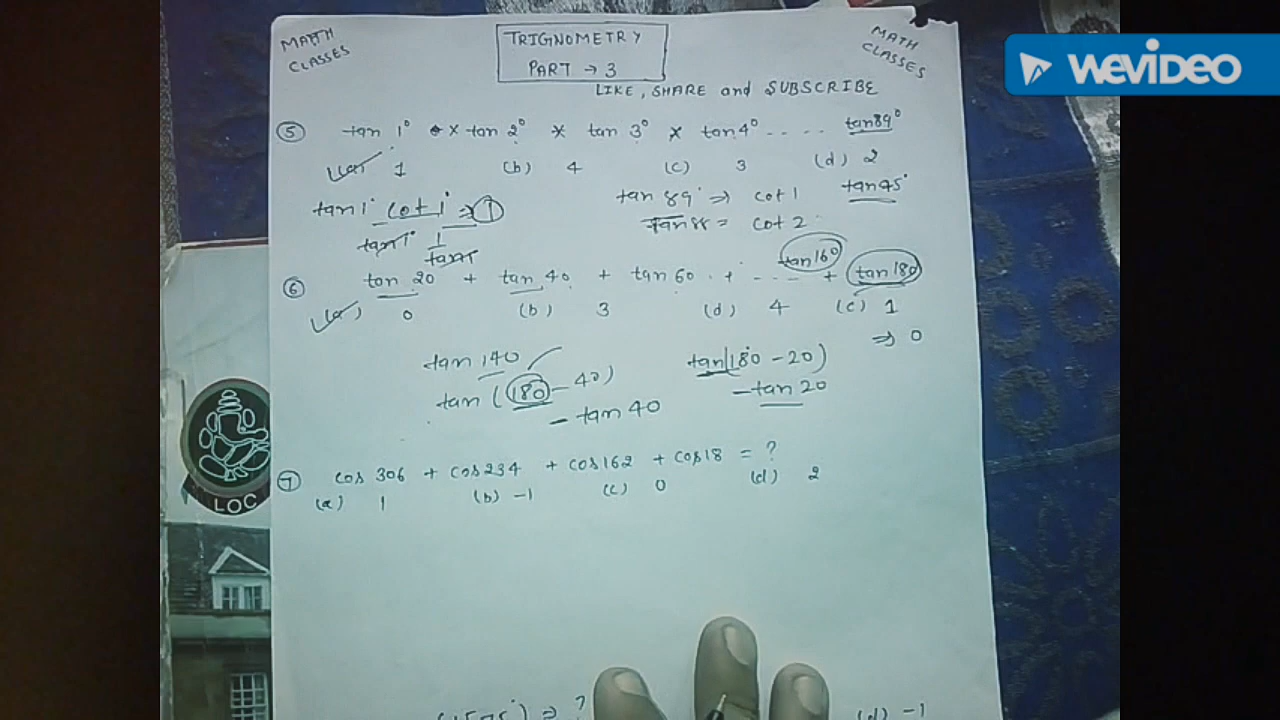 MATH CLASSES
TRIGNOMETRY
PART → 3
MATH CLASSES
WEVIDEO
LIKE, SHARE and SUBSCRIBE
5 tan 1° × tan 2° * tan 3° * tan 4° ..... tan 89°
(a) 1 (b) 4 (c) 3 (d) 2
tan 1° cot 1° ⇒ 1
tan 89° ⇒ cot 1 tan 45°
tan 1° 1/tan 1
tan 88 = cot 2
tan 160
6 tan 20 + tan 40 + tan 60 + .... + tan 180
(a) 0 (b) 3 (d) 4 (c) 1
⇒ 0
tan 140 tan(180 - 20)
tan (180 - 40) - tan 20
- tan 40
7 cos 306 + cos 234 + cos 162 + cos 18 = ?
(a) 1 (b) -1 (c) 0 (d) 2
LOC
⇒ ? (d) -1